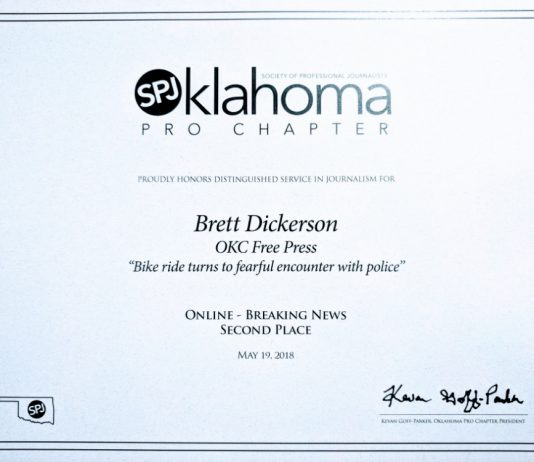 SOCIETY OF PROFESSIONAL JOURNALISTS
SPJ Oklahoma
PRO CHAPTER
PROUDLY HONORS DISTINGUISHED SERVICE IN JOURNALISM FOR
Brett Dickerson
OKC Free Press
“Bike ride turns to fearful encounter with police”
ONLINE - BREAKING NEWS
SECOND PLACE
MAY 19, 2018
SPJ
Kevan Goff-Parker
KEVAN GOFF-PARKER, OKLAHOMA PRO CHAPTER PRESIDENT